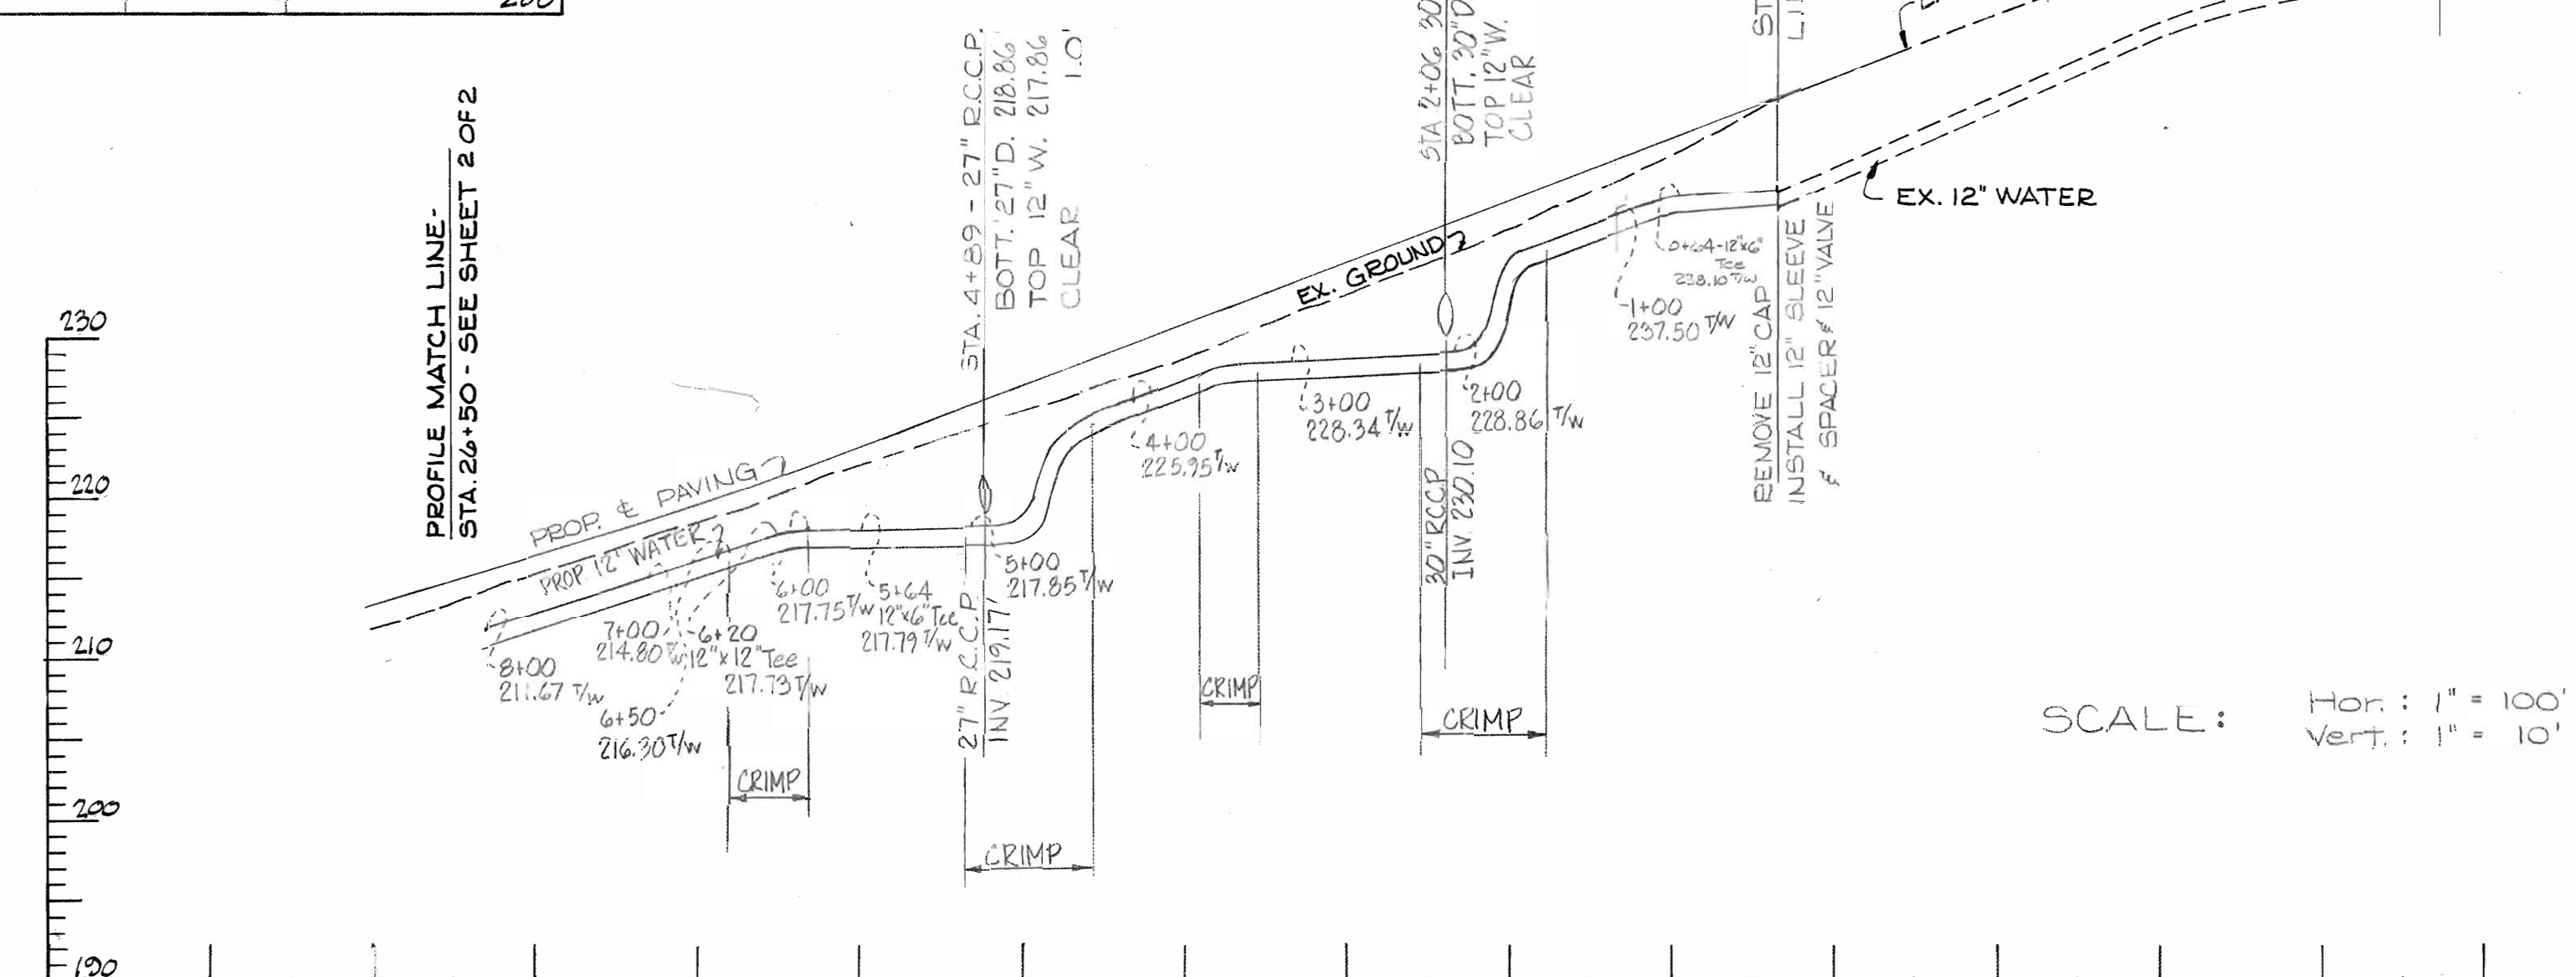 200
PROFILE MATCH LINE-
STA. 26+50 - SEE SHEET 2 OF 2
STA. 4+89 - 27" R.C.C.P.
BOTT. 27" D. 218.86
TOP 12" W. 217.86
CLEAR 1.0'
STA 2+06 30
BOTT. 30" D
TOP 12" W.
CLEAR
EX. 12" WATER
EX. GROUND
0+64-12"x6"
Tee
238.10 T/W
1+00
237.50 T/W
REMOVE 12" CAP
INSTALL 12" SLEEVE
& SPACER & 12" VALVE
230
220
210
200
190
PROP. ℄ PAVING
PROP. 12" WATER
2+00
228.86 T/W
3+00
228.34 T/W
4+00
225.95 T/W
30" RCCP
INV. 230.10
5+00
217.85 T/W
5+64
12"x6" Tee
217.79 T/W
6+00
217.75 T/W
27" R.C.C.P.
INV. 219.17'
6+20
12" x 12" Tee
217.73 T/W
7+00
214.80
8+00
211.67 T/W
6+50
216.30 T/W
CRIMP
CRIMP
CRIMP
CRIMP
SCALE: Hor.: 1" = 100'
Vert.: 1" = 10'